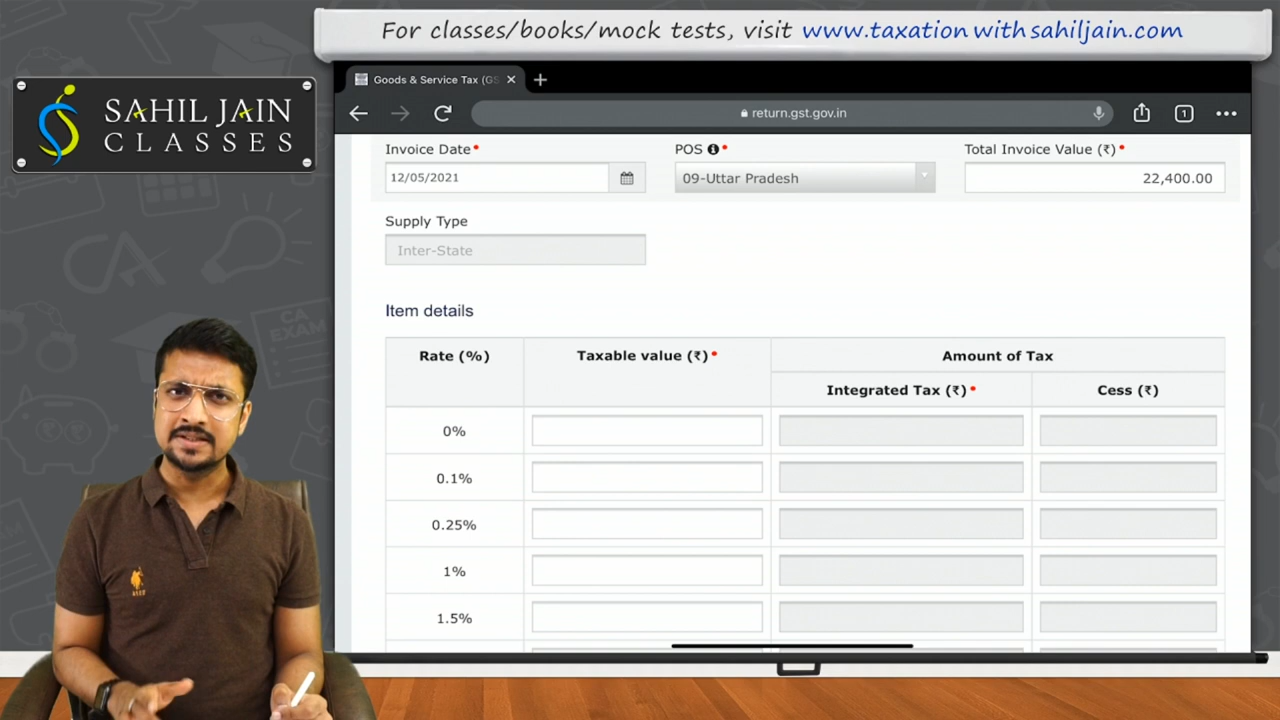 For classes/books/mock tests, visit www.taxationwithsahiljain.com
SAHIL JAIN
CLASSES
Goods & Service Tax (GS
return.gst.gov.in
1
Invoice Date*
POS *
Total Invoice Value (₹)*
12/05/2021
09-Uttar Pradesh
22,400.00
Supply Type
Inter-State
Item details
Rate (%)
Taxable value (₹)*
Amount of Tax
Integrated Tax (₹)*
Cess (₹)
0%
0.1%
0.25%
1%
1.5%
CA
EXAM